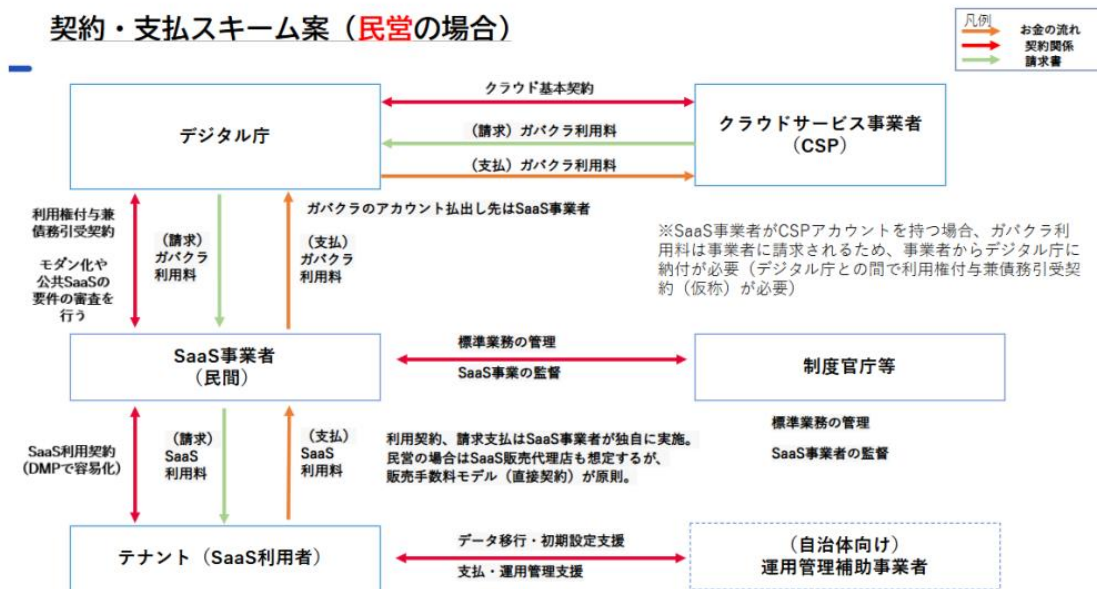 契約・支払スキーム案（民営の場合）
凡例
お金の流れ
契約関係
請求書
デジタル庁
クラウド基本契約
（請求）ガバクラ利用料
（支払）ガバクラ利用料
クラウドサービス事業者
（CSP）
ガバクラのアカウント払出し先はSaaS事業者
利用権付与兼
債務引受契約
モダン化や
公共SaaSの
要件の審査を
行う
（請求）
ガバクラ
利用料
（支払）
ガバクラ
利用料
※SaaS事業者がCSPアカウントを持つ場合、ガバクラ利
用料は事業者に請求されるため、事業者からデジタル庁に
納付が必要（デジタル庁との間で利用権付与兼債務引受契
約（仮称）が必要）
SaaS事業者
（民間）
標準業務の管理
SaaS事業の監督
制度官庁等
標準業務の管理
SaaS事業者の監督
SaaS利用契約
（DMPで容易化）
（請求）
SaaS
利用料
（支払）
SaaS
利用料
利用契約、請求支払はSaaS事業者が独自に実施。
民営の場合はSaaS販売代理店も想定するが、
販売手数料モデル（直接契約）が原則。
テナント（SaaS利用者）
データ移行・初期設定支援
支払・運用管理支援
（自治体向け）
運用管理補助事業者